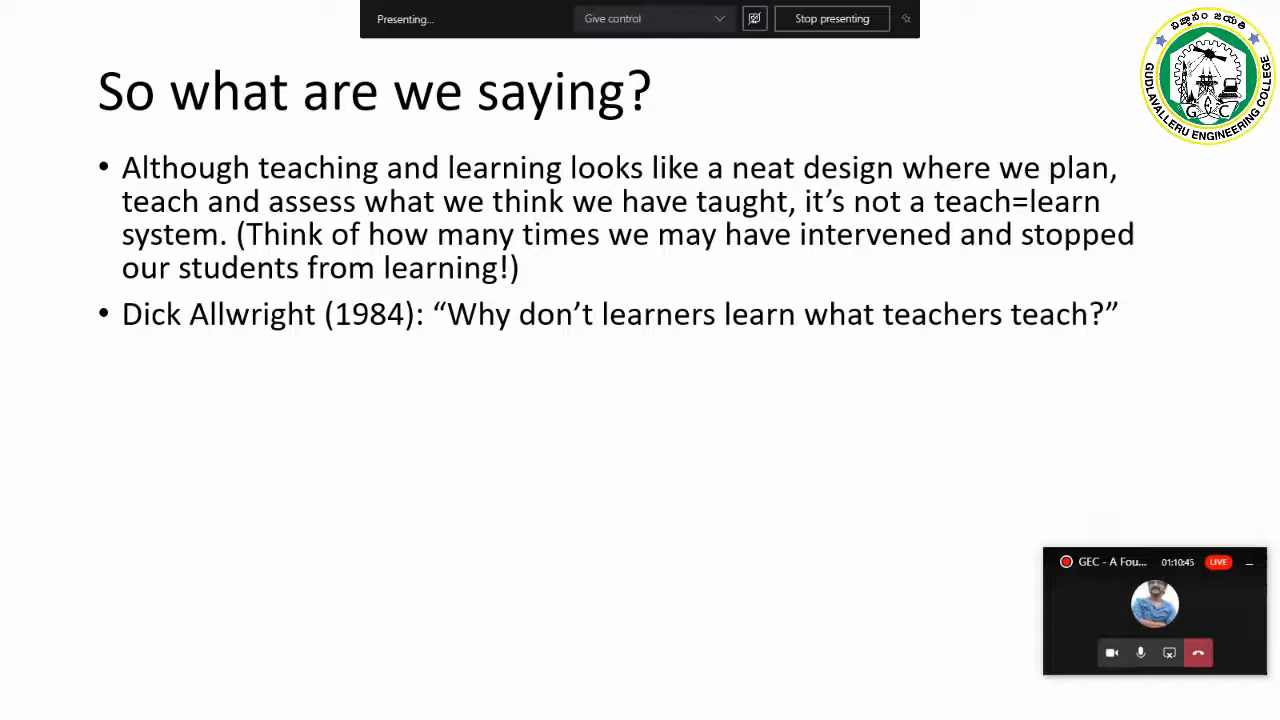 Presenting...
Give control
Stop presenting
విజ్ఞానం జయతి
GUDLAVALLERU ENGINEERING COLLEGE
G E C
So what are we saying?
• Although teaching and learning looks like a neat design where we plan,
teach and assess what we think we have taught, it’s not a teach=learn
system. (Think of how many times we may have intervened and stopped
our students from learning!)
• Dick Allwright (1984): “Why don’t learners learn what teachers teach?”
GEC - A Fou...
01:10:45
LIVE